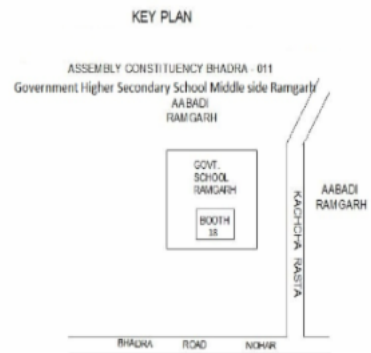 KEY PLAN
ASSEMBLY CONSTITUENCY BHADRA - 011
Government Higher Secondary School Middle side Ramgarh
AABADI
RAMGARH
GOVT.
SCHOOL
RAMGARH
BOOTH
18
KACHCHA RASTA
AABADI
RAMGARH
BHADRA ROAD NOHAR